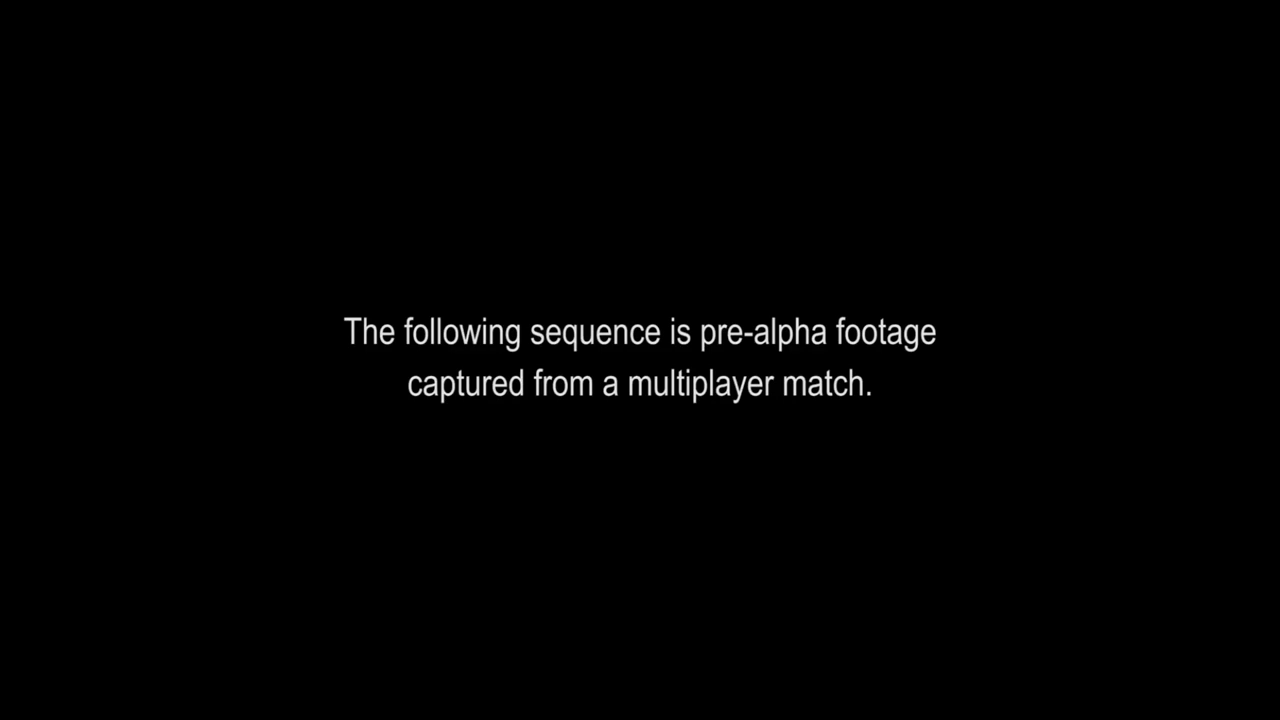 The following sequence is pre-alpha footage
captured from a multiplayer match.